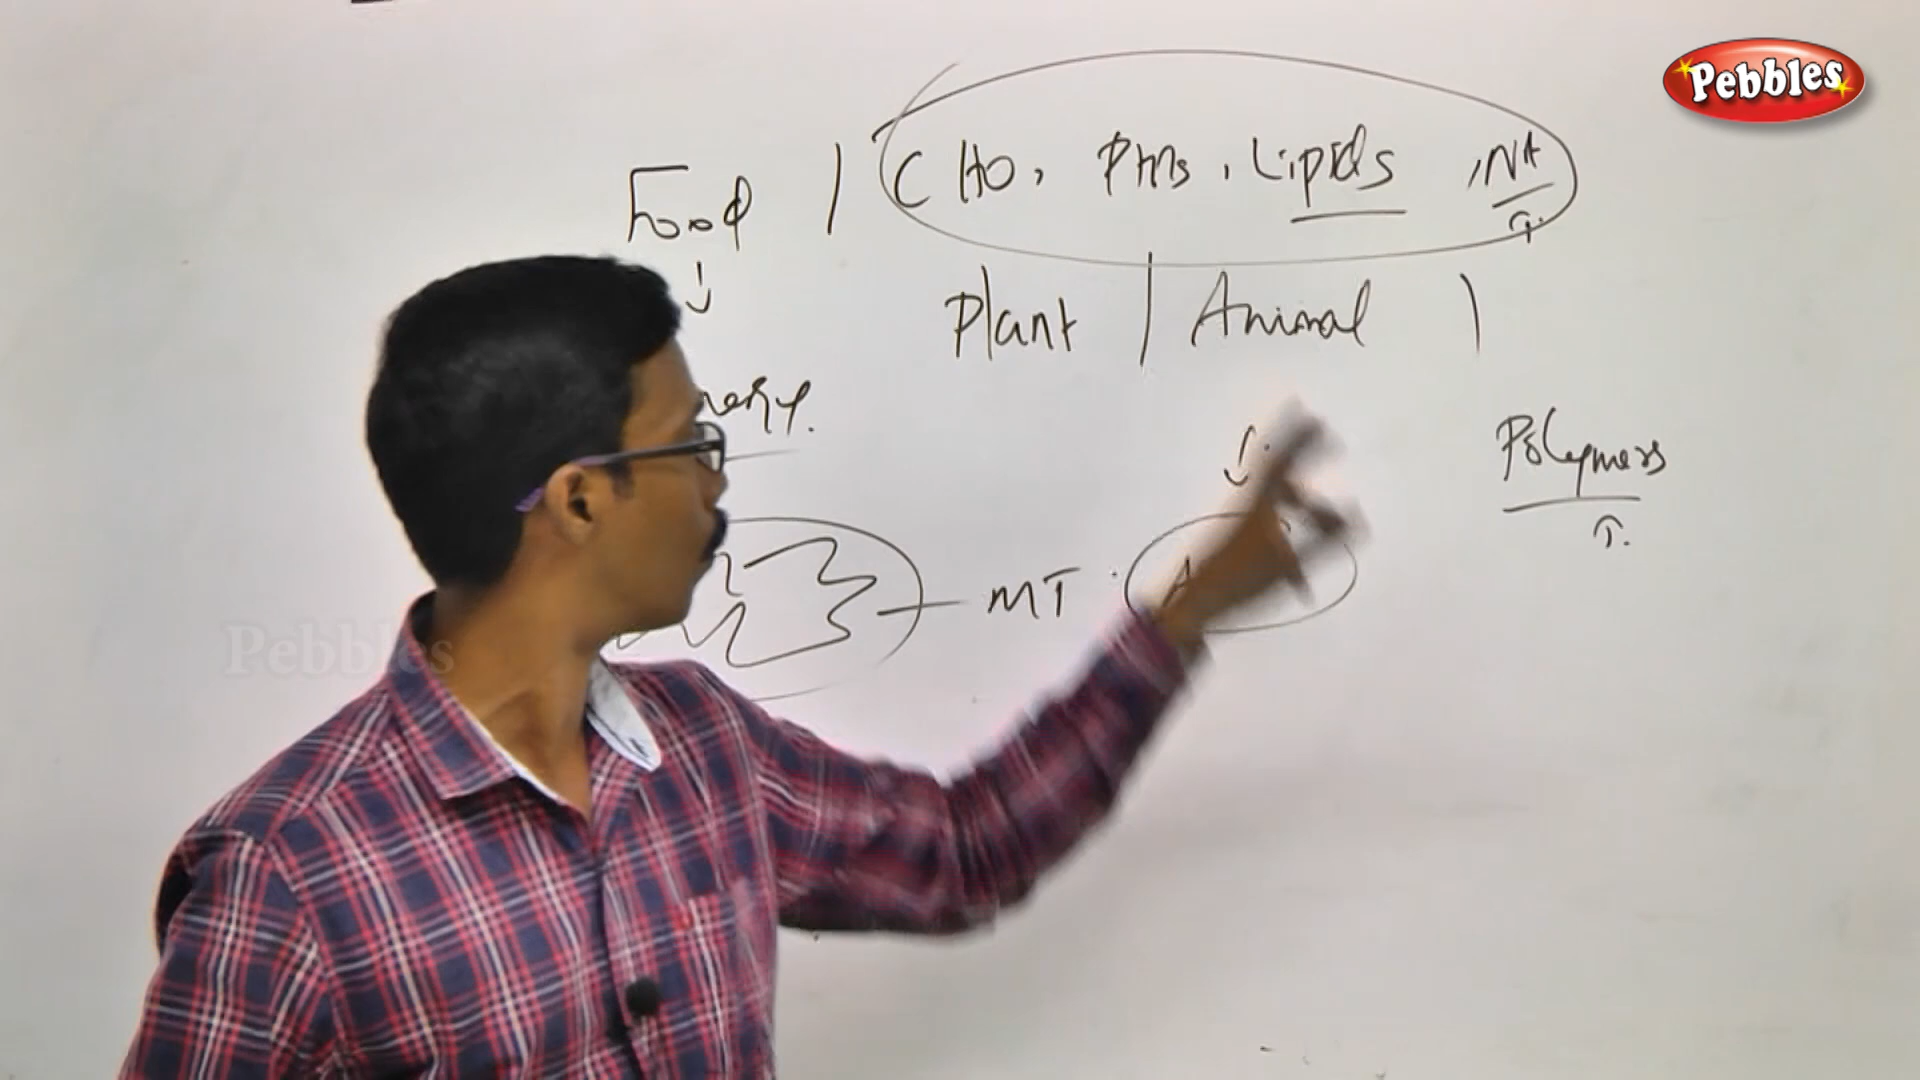 Pebbles
Food | CHO, PTNs, Lipids, NA
Plant | Animal |
Polymers
MT
Pebbles